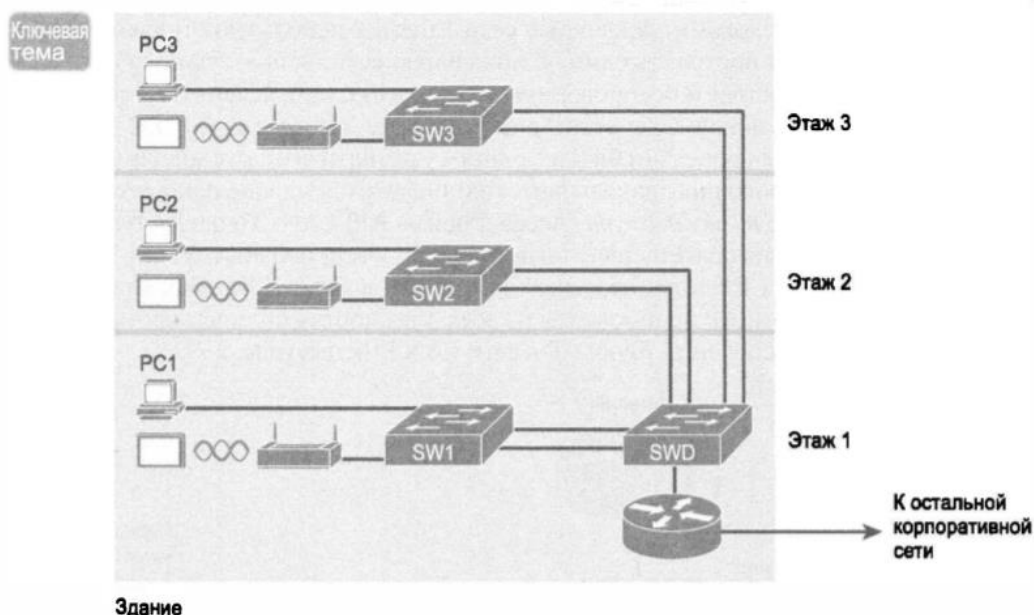 Ключевая
тема
PC3
SW3
Этаж 3
PC2
SW2
Этаж 2
PC1
SW1
SWD
Этаж 1
К остальной
корпоративной
сети
Здание